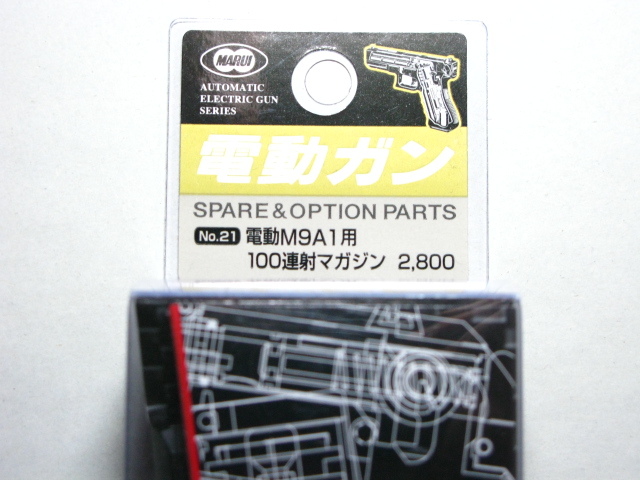 MARUI
AUTOMATIC
ELECTRIC GUN
SERIES
電動ガン
SPARE & OPTION PARTS
No.21 電動M9A1用
100連射マガジン 2,800